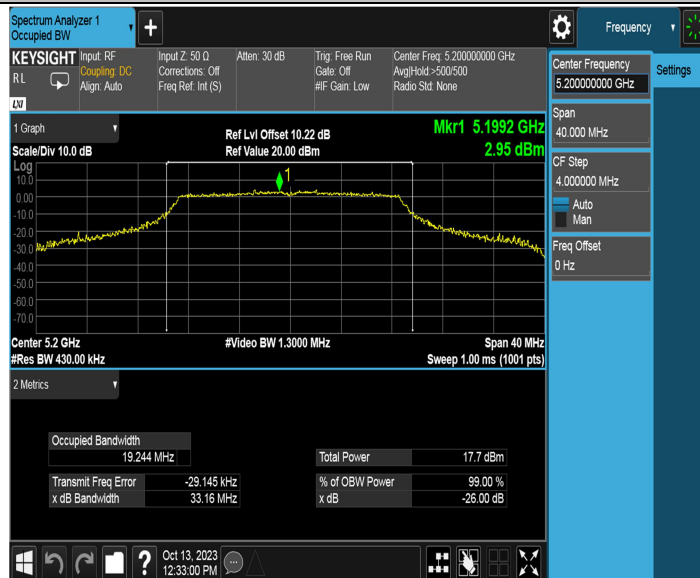 Spectrum Analyzer 1
Occupied BW
Frequency
KEYSIGHT
RL
LXI
Input: RF
Coupling: DC
Align: Auto
Input Z: 50 Ω
Corrections: Off
Freq Ref: Int (S)
Atten: 30 dB
Trig: Free Run
Gate: Off
#IF Gain: Low
Center Freq: 5.200000000 GHz
Avg|Hold:>500/500
Radio Std: None
Center Frequency
5.200000000 GHz
Settings
Span
40.000 MHz
CF Step
4.000000 MHz
Auto
Man
Freq Offset
0 Hz
1 Graph
Ref Lvl Offset 10.22 dB
Mkr1 5.1992 GHz
Scale/Div 10.0 dB
Ref Value 20.00 dBm
2.95 dBm
Log
1
10.0
0.00
-10.0
-20.0
-30.0
-40.0
-50.0
-60.0
-70.0
Center 5.2 GHz
#Video BW 1.3000 MHz
Span 40 MHz
#Res BW 430.00 kHz
Sweep 1.00 ms (1001 pts)
2 Metrics
Occupied Bandwidth
19.244 MHz
Total Power 17.7 dBm
Transmit Freq Error -29.145 kHz
% of OBW Power 99.00 %
x dB Bandwidth 33.16 MHz
x dB -26.00 dB
?
Oct 13, 2023
12:33:00 PM